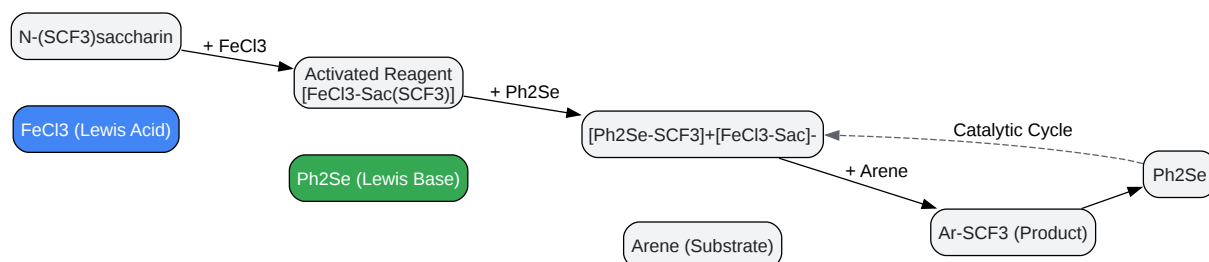 N-(SCF3)saccharin
+ FeCl3
Activated Reagent
[FeCl3-Sac(SCF3)]
+ Ph2Se
FeCl3 (Lewis Acid)
[Ph2Se-SCF3]+[FeCl3-Sac]-
Catalytic Cycle
Ph2Se (Lewis Base)
+ Arene
Ph2Se
Ar-SCF3 (Product)
Arene (Substrate)